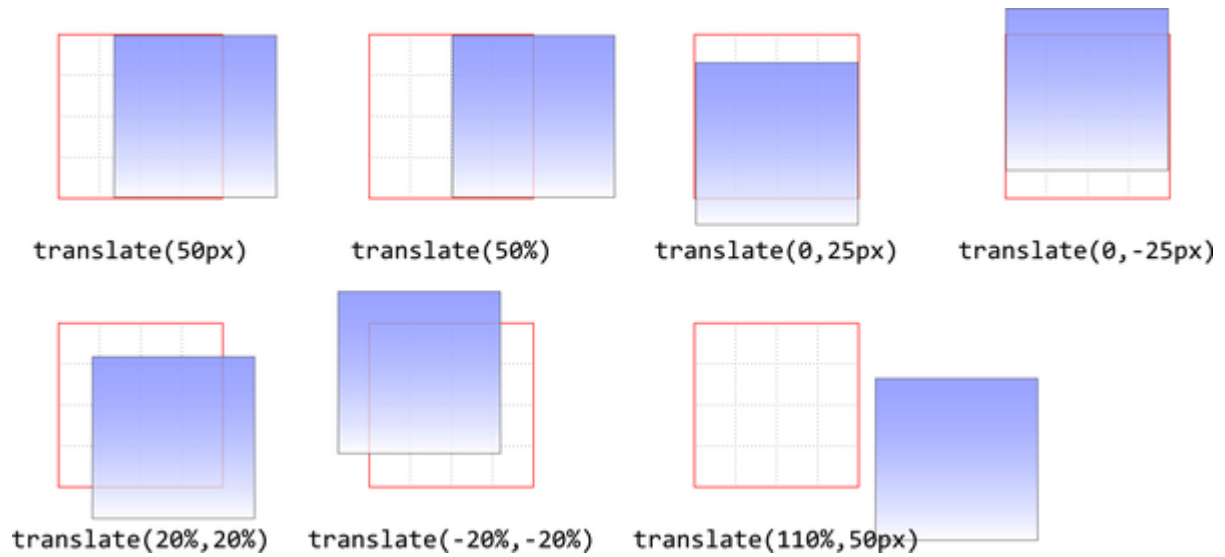 translate(50px)
translate(50%)
translate(0,25px)
translate(0,-25px)
translate(20%,20%)
translate(-20%,-20%)
translate(110%,50px)